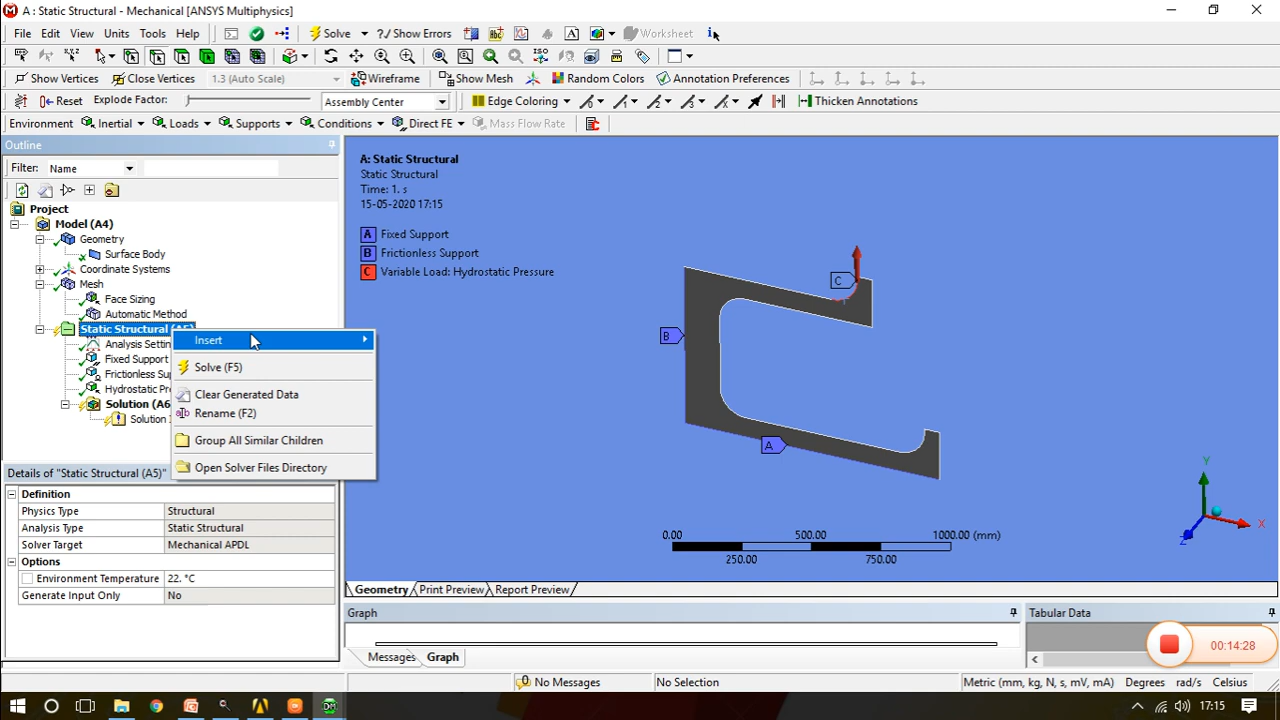 A : Static Structural - Mechanical [ANSYS Multiphysics]
File Edit View Units Tools Help Solve ?/ Show Errors Worksheet
Show Vertices Close Vertices 1.3 (Auto Scale) Wireframe Show Mesh Random Colors Annotation Preferences
Reset Explode Factor: Assembly Center Edge Coloring Thicken Annotations
Environment Inertial Loads Supports Conditions Direct FE Mass Flow Rate
Outline
Filter: Name
Project
Model (A4)
Geometry
Surface Body
Coordinate Systems
Mesh
Face Sizing
Automatic Method
Static Structural (A5)
Analysis Settin
Fixed Support
Frictionless Su
Hydrostatic Pr
Solution (A6
Solution
Insert
Solve (F5)
Clear Generated Data
Rename (F2)
Group All Similar Children
Open Solver Files Directory
Details of "Static Structural (A5)"
Definition
Physics Type Structural
Analysis Type Static Structural
Solver Target Mechanical APDL
Options
Environment Temperature 22. °C
Generate Input Only No
A: Static Structural
Static Structural
Time: 1. s
15-05-2020 17:15
A Fixed Support
B Frictionless Support
C Variable Load: Hydrostatic Pressure
C
B
A
Y
X
Z
0.00 500.00 1000.00 (mm)
250.00 750.00
Geometry Print Preview Report Preview
Graph
Tabular Data
Messages Graph
00:14:28
No Messages No Selection Metric (mm, kg, N, s, mV, mA) Degrees rad/s Celsius
17:15